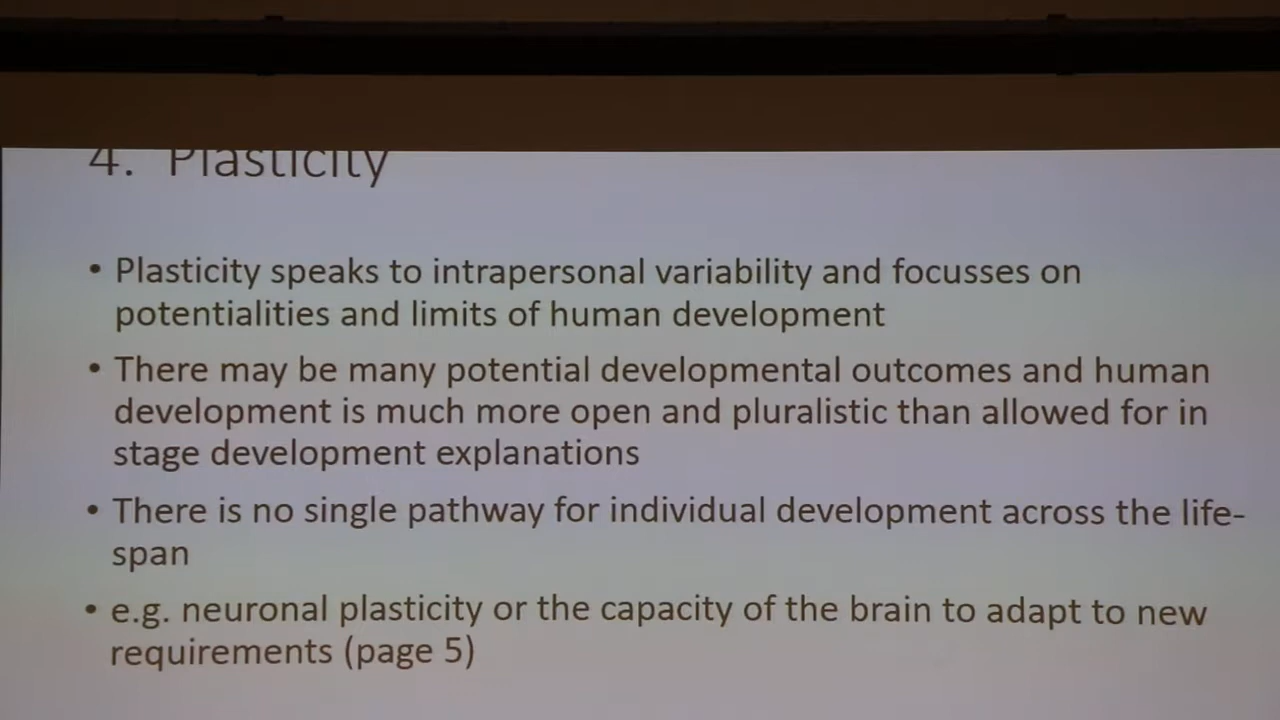 4. Plasticity
• Plasticity speaks to intrapersonal variability and focusses on
potentialities and limits of human development
• There may be many potential developmental outcomes and human
development is much more open and pluralistic than allowed for in
stage development explanations
• There is no single pathway for individual development across the life-
span
• e.g. neuronal plasticity or the capacity of the brain to adapt to new
requirements (page 5)